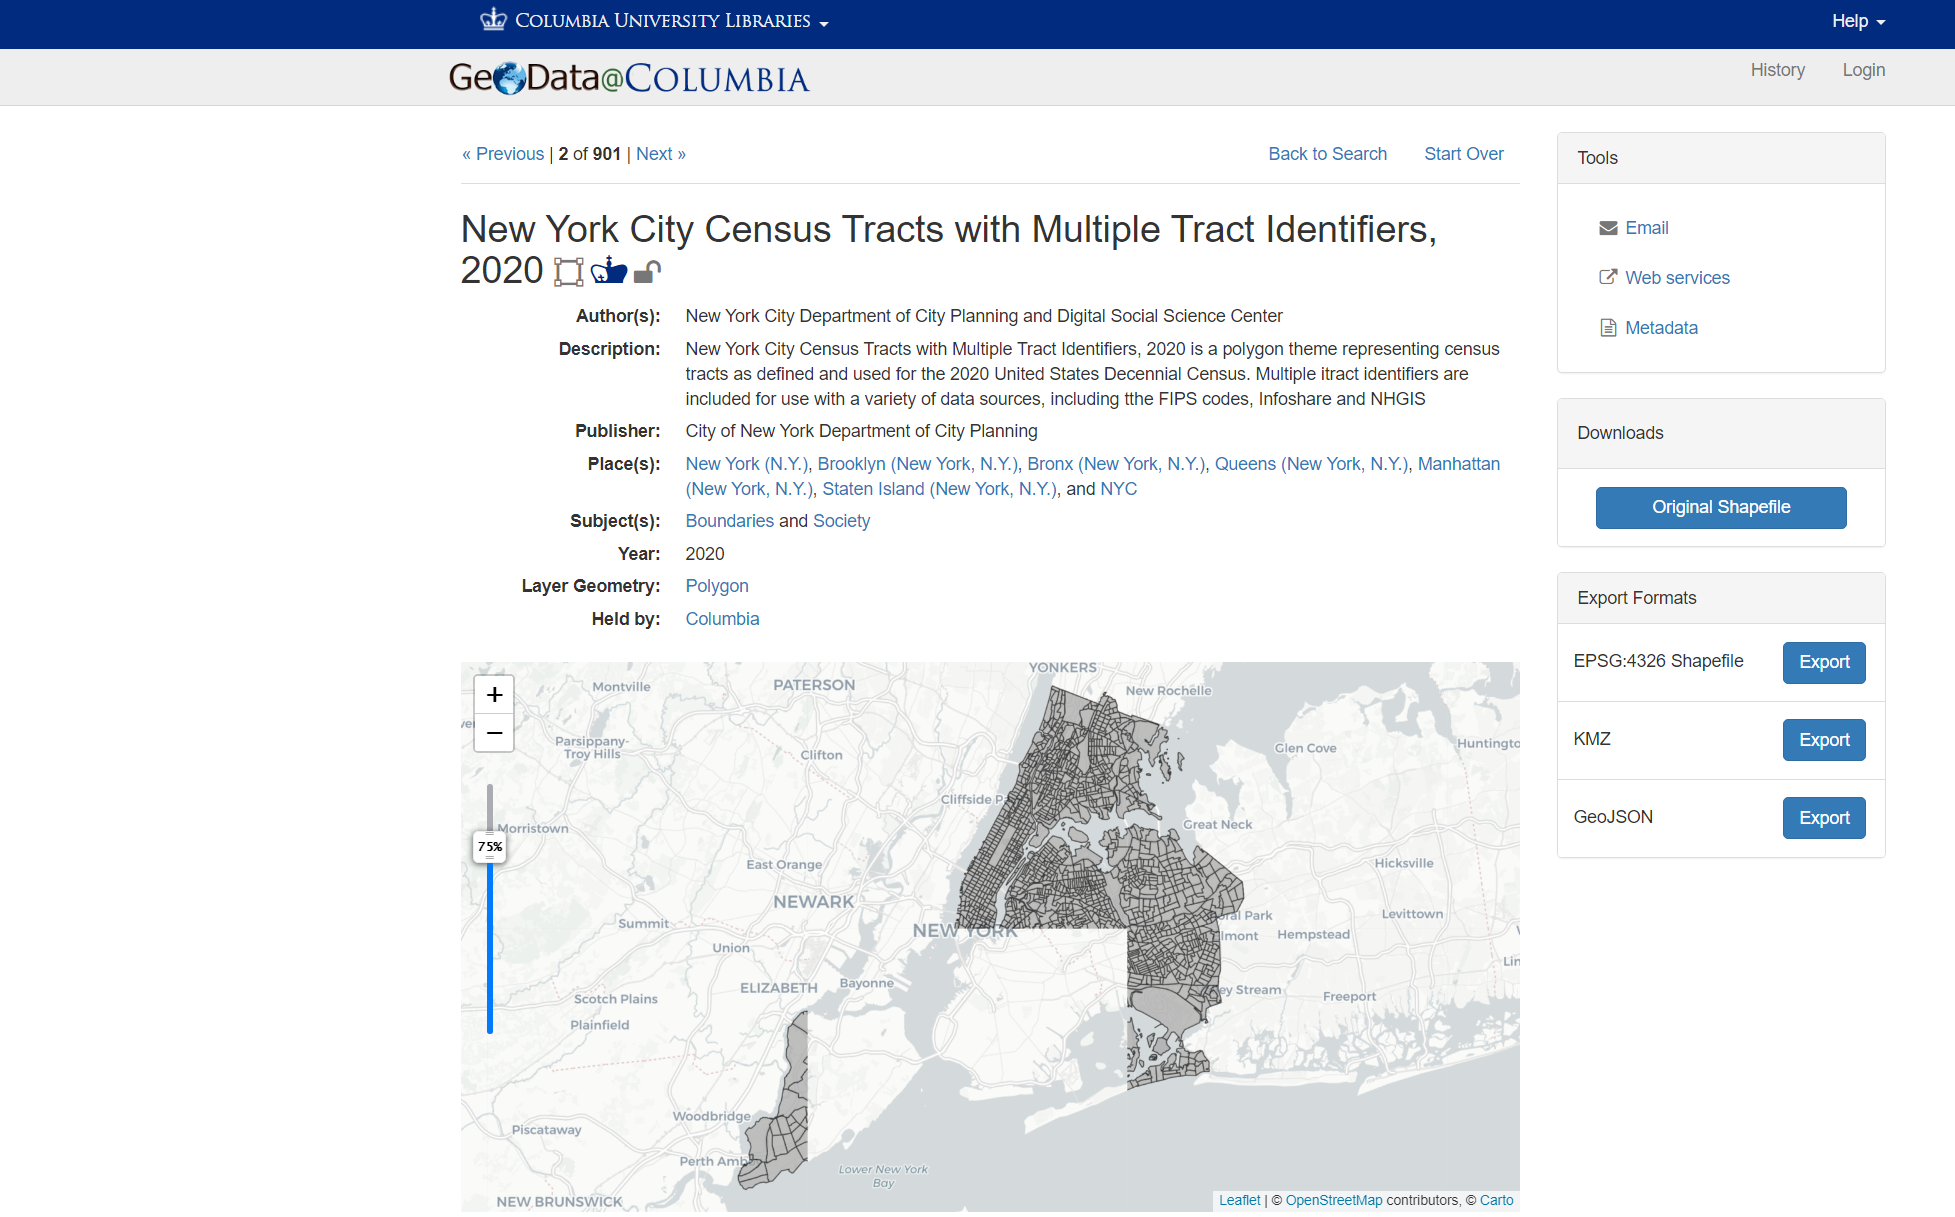 COLUMBIA UNIVERSITY LIBRARIES
Help
GeoData@COLUMBIA
History
Login
« Previous | 2 of 901 | Next »
Back to Search
Start Over
New York City Census Tracts with Multiple Tract Identifiers,
2020
Author(s): New York City Department of City Planning and Digital Social Science Center
Description: New York City Census Tracts with Multiple Tract Identifiers, 2020 is a polygon theme representing census
tracts as defined and used for the 2020 United States Decennial Census. Multiple itract identifiers are
included for use with a variety of data sources, including tthe FIPS codes, Infoshare and NHGIS
Publisher: City of New York Department of City Planning
Place(s): New York (N.Y.), Brooklyn (New York, N.Y.), Bronx (New York, N.Y.), Queens (New York, N.Y.), Manhattan
(New York, N.Y.), Staten Island (New York, N.Y.), and NYC
Subject(s): Boundaries and Society
Year: 2020
Layer Geometry: Polygon
Held by: Columbia
Tools
Email
Web services
Metadata
Downloads
Original Shapefile
Export Formats
EPSG:4326 Shapefile Export
KMZ Export
GeoJSON Export
+
−
75%
YONKERS
Montville
PATERSON
New Rochelle
Parsippany-
Troy Hills
Clifton
Glen Cove
Huntingto
Cliffside P
Morristown
Great Neck
East Orange
Hicksville
NEWARK
Summit
NEW YORK
ral Park
Levittown
Union
lmont
Hempstead
Lin
ELIZABETH
Bayonne
ey Stream
Freeport
Scotch Plains
Plainfield
Woodbridge
Piscataway
Perth Amb
Lower New York
Bay
NEW BRUNSWICK
Leaflet | © OpenStreetMap contributors, © Carto